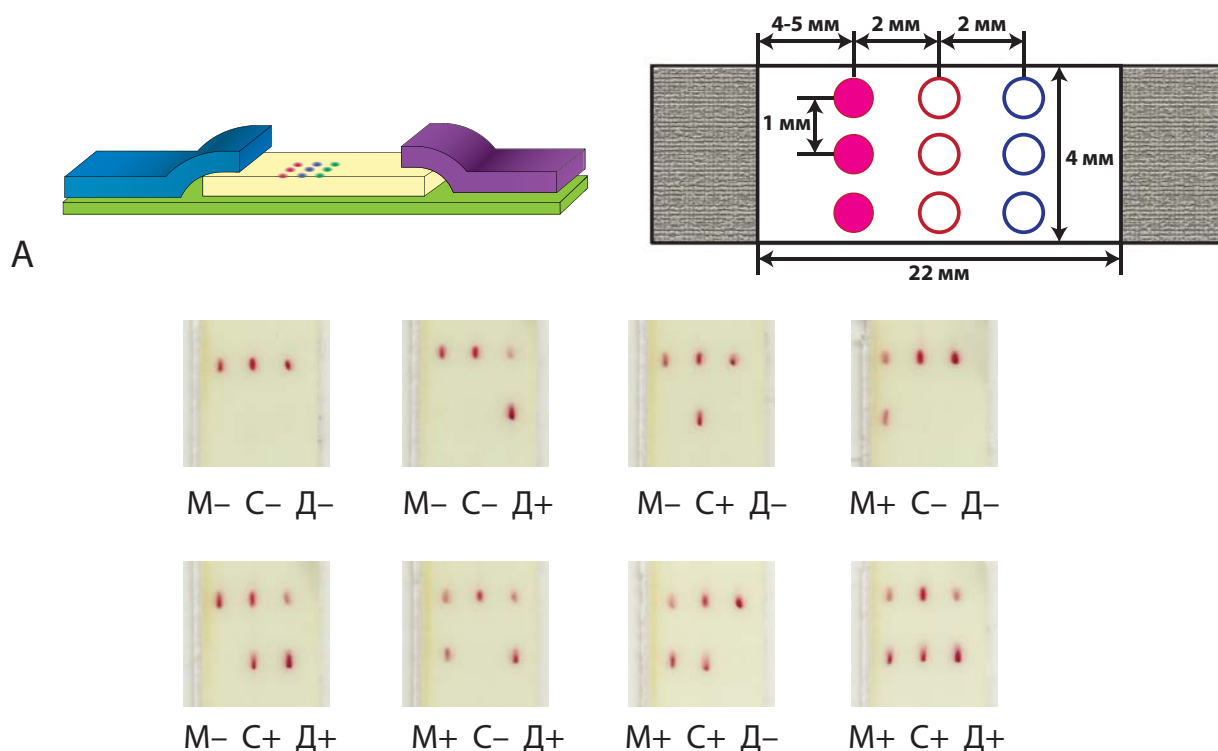 4-5 мм 2 мм 2 мм
1 мм
4 мм
22 мм
А
М– С– Д–
М– С– Д+
М– С+ Д–
М+ С– Д–
М– С+ Д+
М+ С– Д+
М+ С+ Д–
М+ С+ Д+